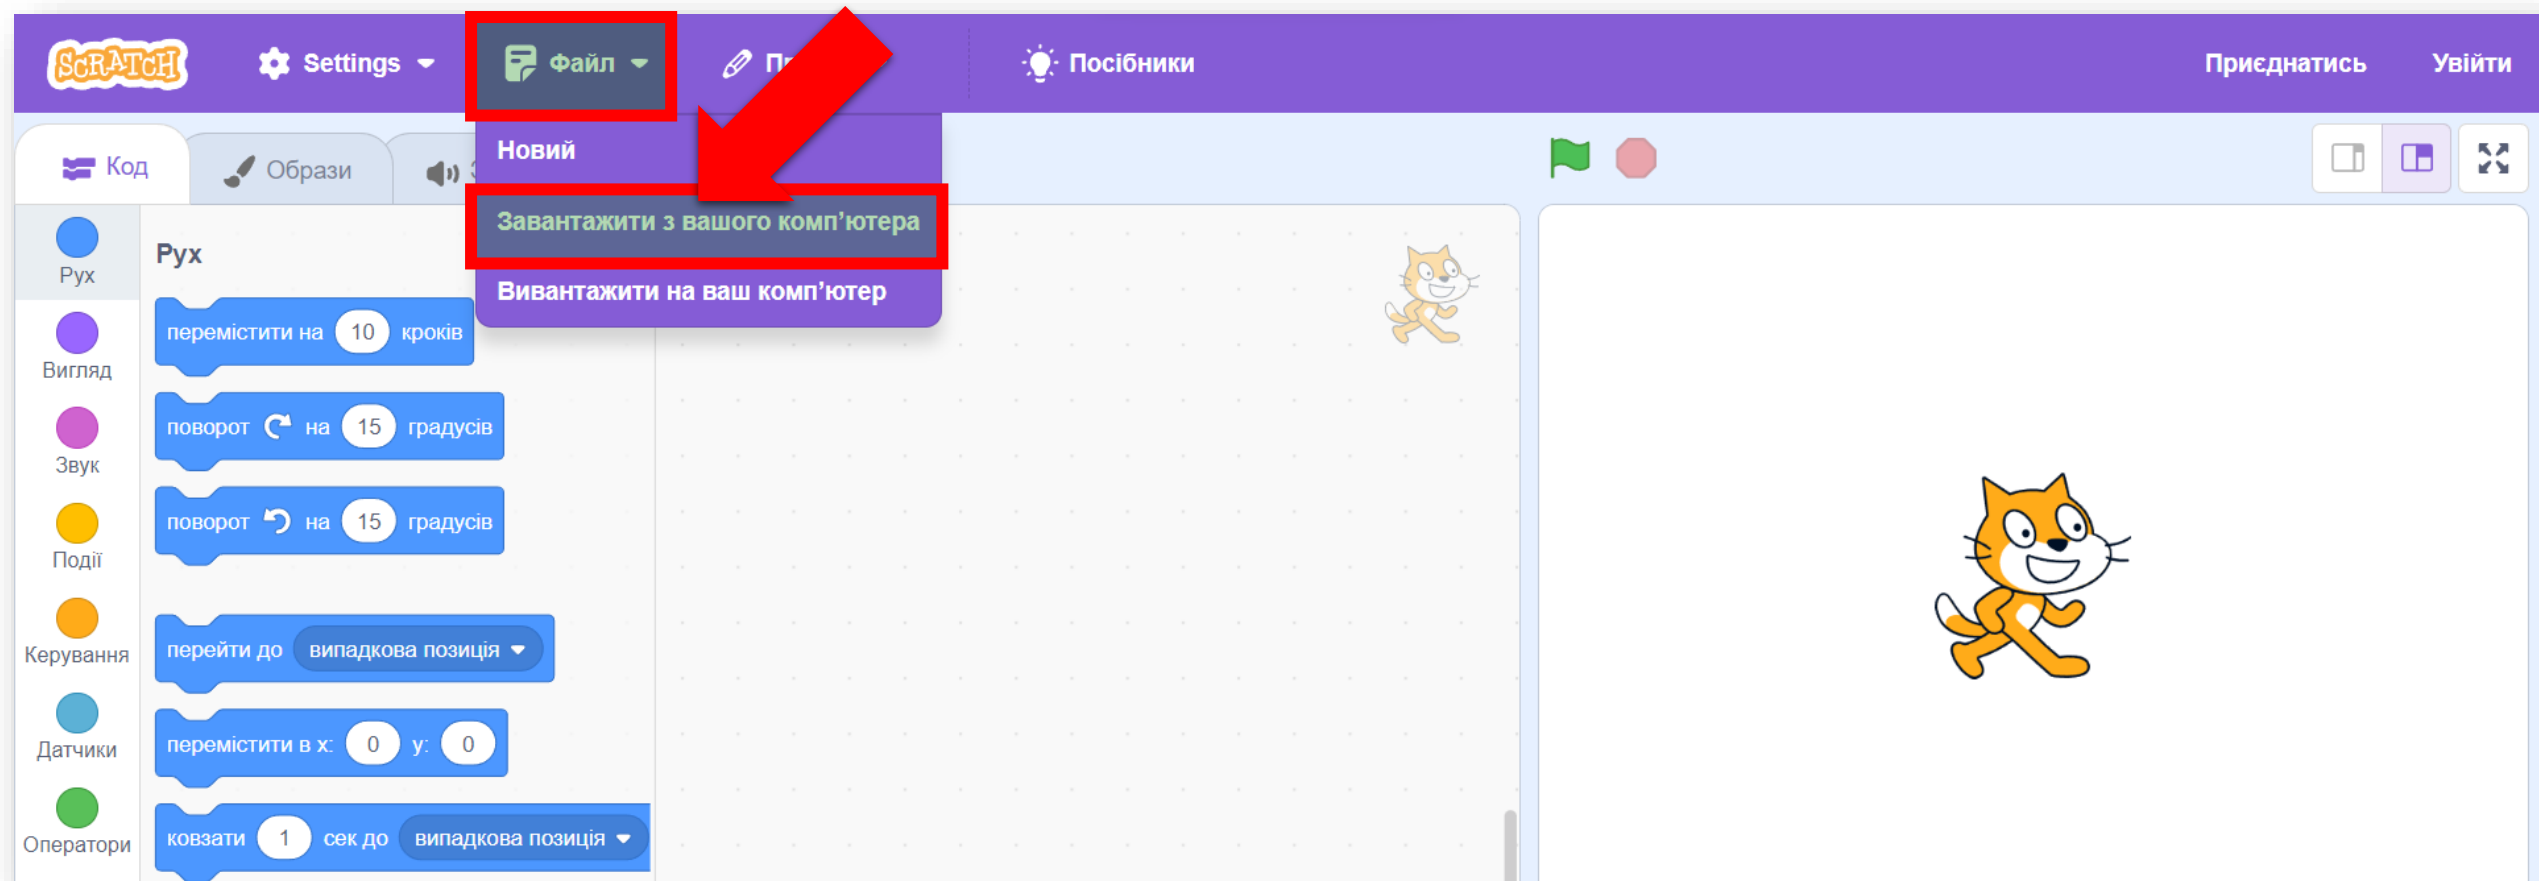 SCRATCH Settings Файл Посібники Приєднатись Увійти
Код Образи
Новий
Завантажити з вашого комп'ютера
Вивантажити на ваш комп'ютер
Рух
Вигляд
Звук
Події
Керування
Датчики
Оператори
Рух
перемістити на 10 кроків
поворот на 15 градусів
поворот на 15 градусів
перейти до випадкова позиція
перемістити в x: 0 y: 0
ковзати 1 сек до випадкова позиція